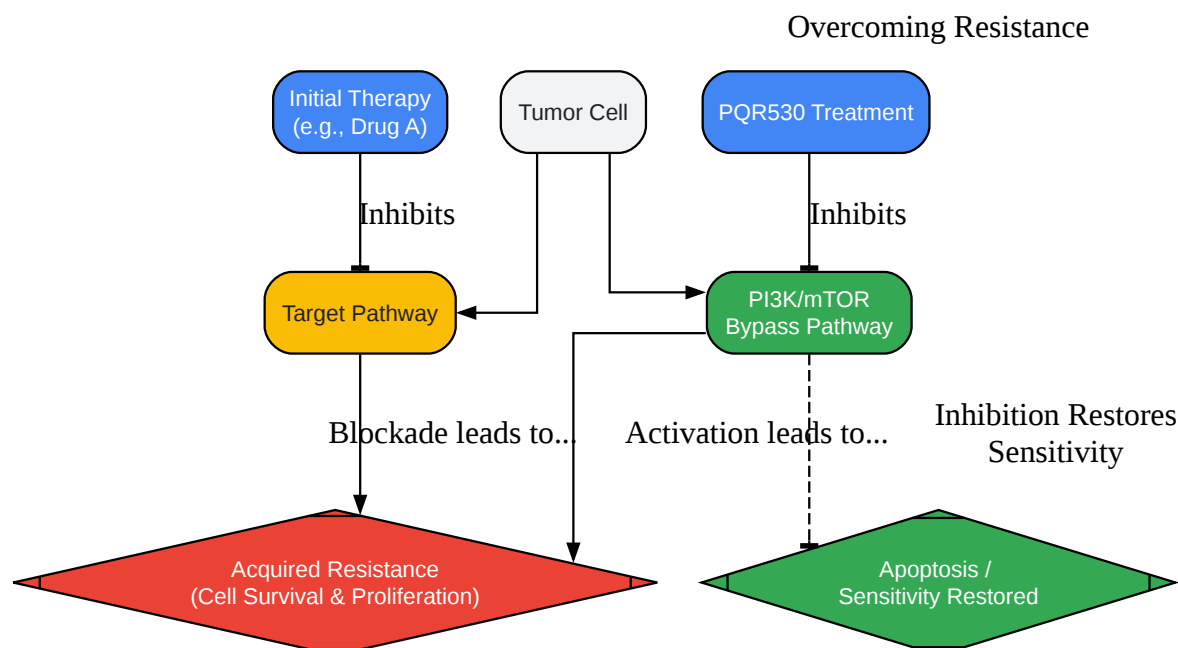 Overcoming Resistance
Initial Therapy
(e.g., Drug A)
Tumor Cell
PQR530 Treatment
Inhibits
Inhibits
Target Pathway
PI3K/mTOR
Bypass Pathway
Blockade leads to...
Activation leads to...
Inhibition Restores
Sensitivity
Acquired Resistance
(Cell Survival & Proliferation)
Apoptosis /
Sensitivity Restored